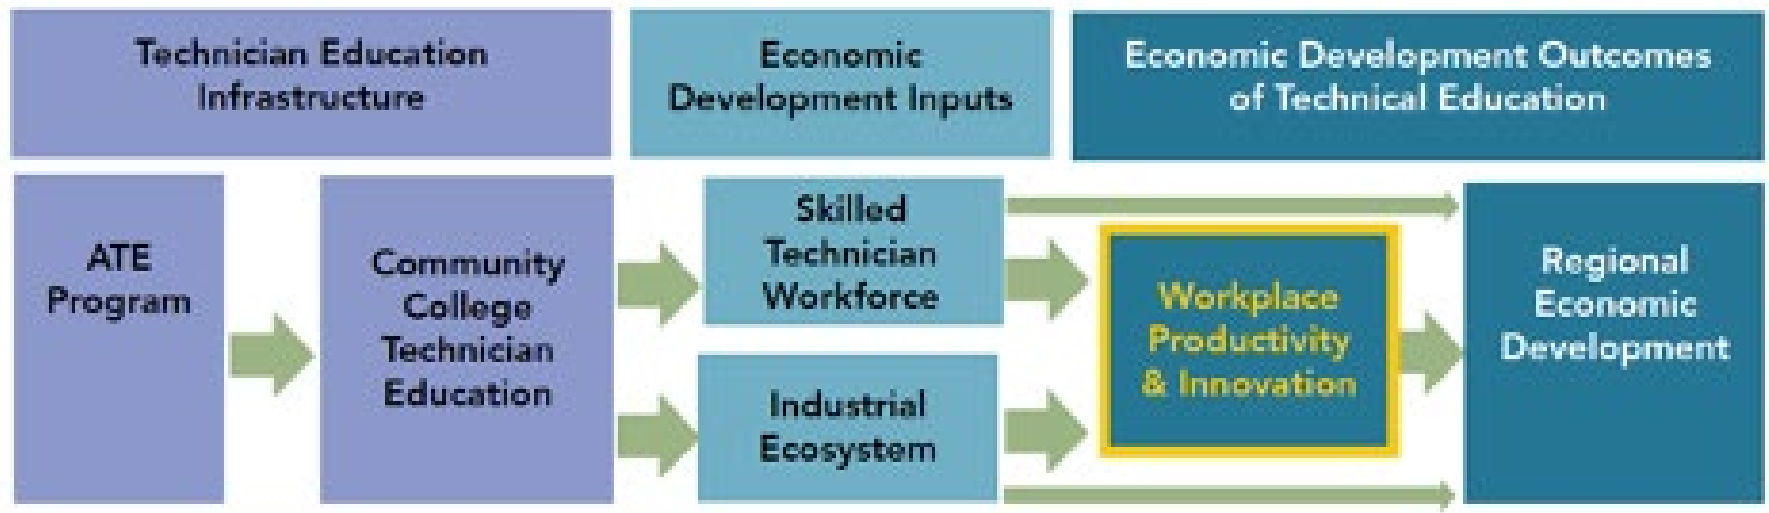 Technician Education
Infrastructure
Economic
Development Inputs
Economic Development Outcomes
of Technical Education
ATE
Program
Community
College
Technician
Education
Skilled
Technician
Workforce
Industrial
Ecosystem
Workplace
Productivity
& Innovation
Regional
Economic
Development